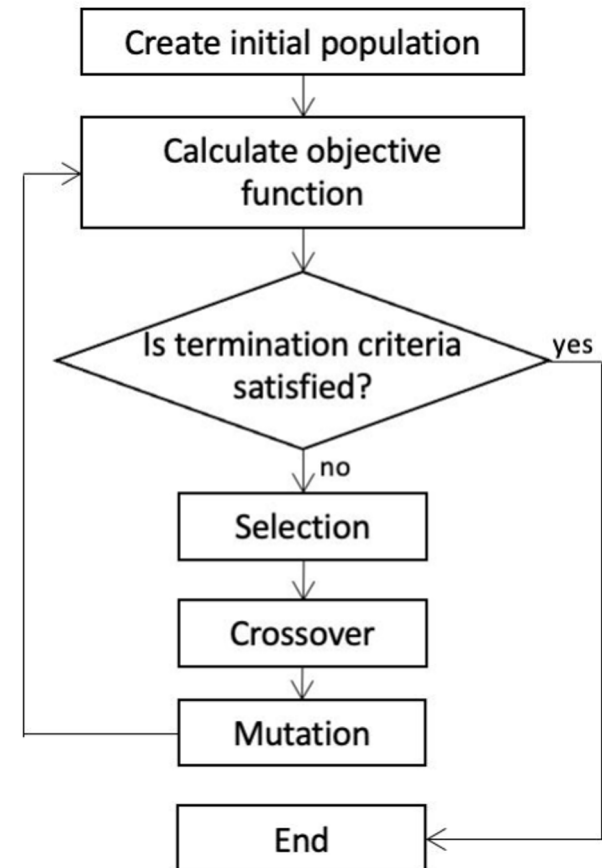 Create initial population
Calculate objective
function
Is termination criteria
satisfied?
yes
no
Selection
Crossover
Mutation
End